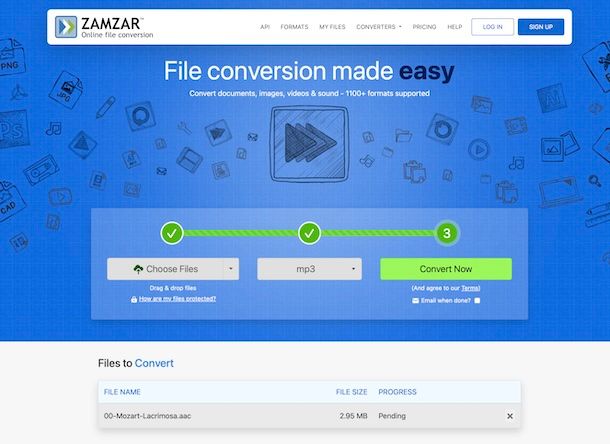 ZAMZAR™
Online file conversion
API FORMATS MY FILES CONVERTERS PRICING HELP LOG IN SIGN UP
File conversion made easy
Convert documents, images, videos & sound - 1100+ formats supported
PNG
JPG
PS
CAD
3
Choose Files mp3 Convert Now
Drag & drop files (And agree to our Terms)
How are my files protected? Email when done?
Files to Convert
FILE NAME FILE SIZE PROGRESS
00-Mozart-Lacrimosa.aac 2.95 MB Pending